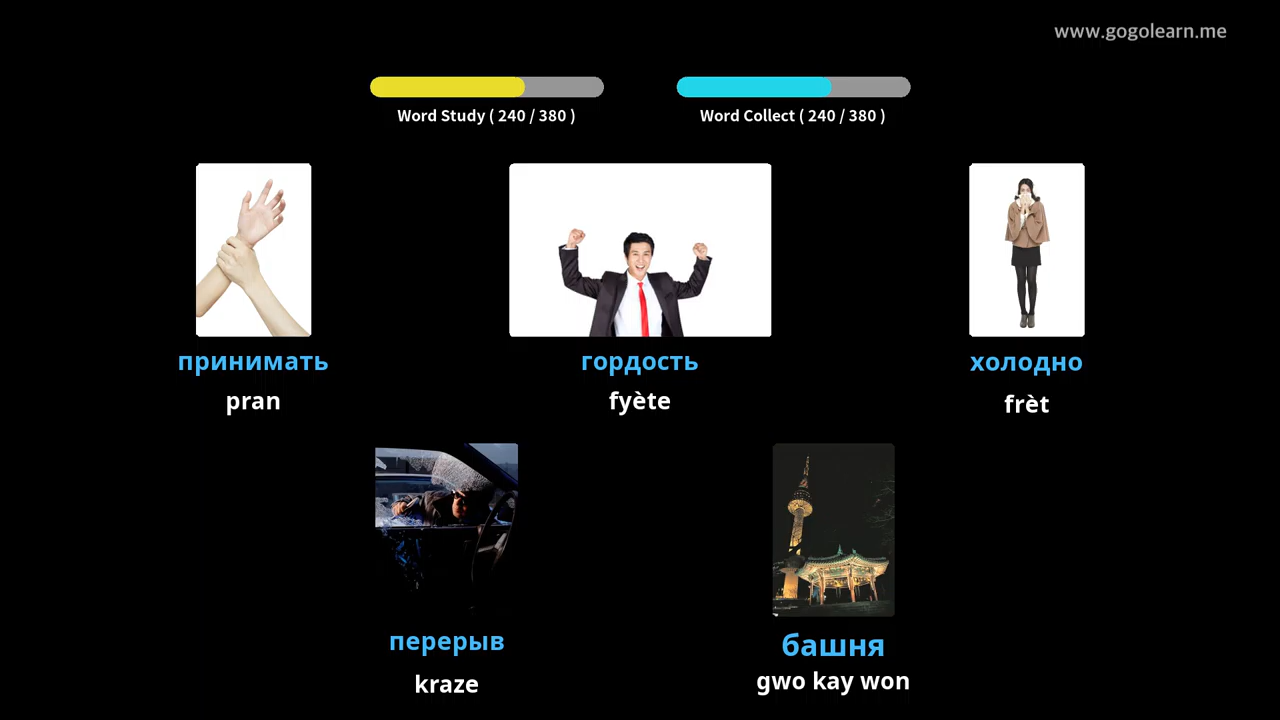 www.gogolearn.me
Word Study ( 240 / 380 )
Word Collect ( 240 / 380 )
принимать
pran
гордость
fyète
холодно
frèt
перерыв
kraze
башня
gwo kay won